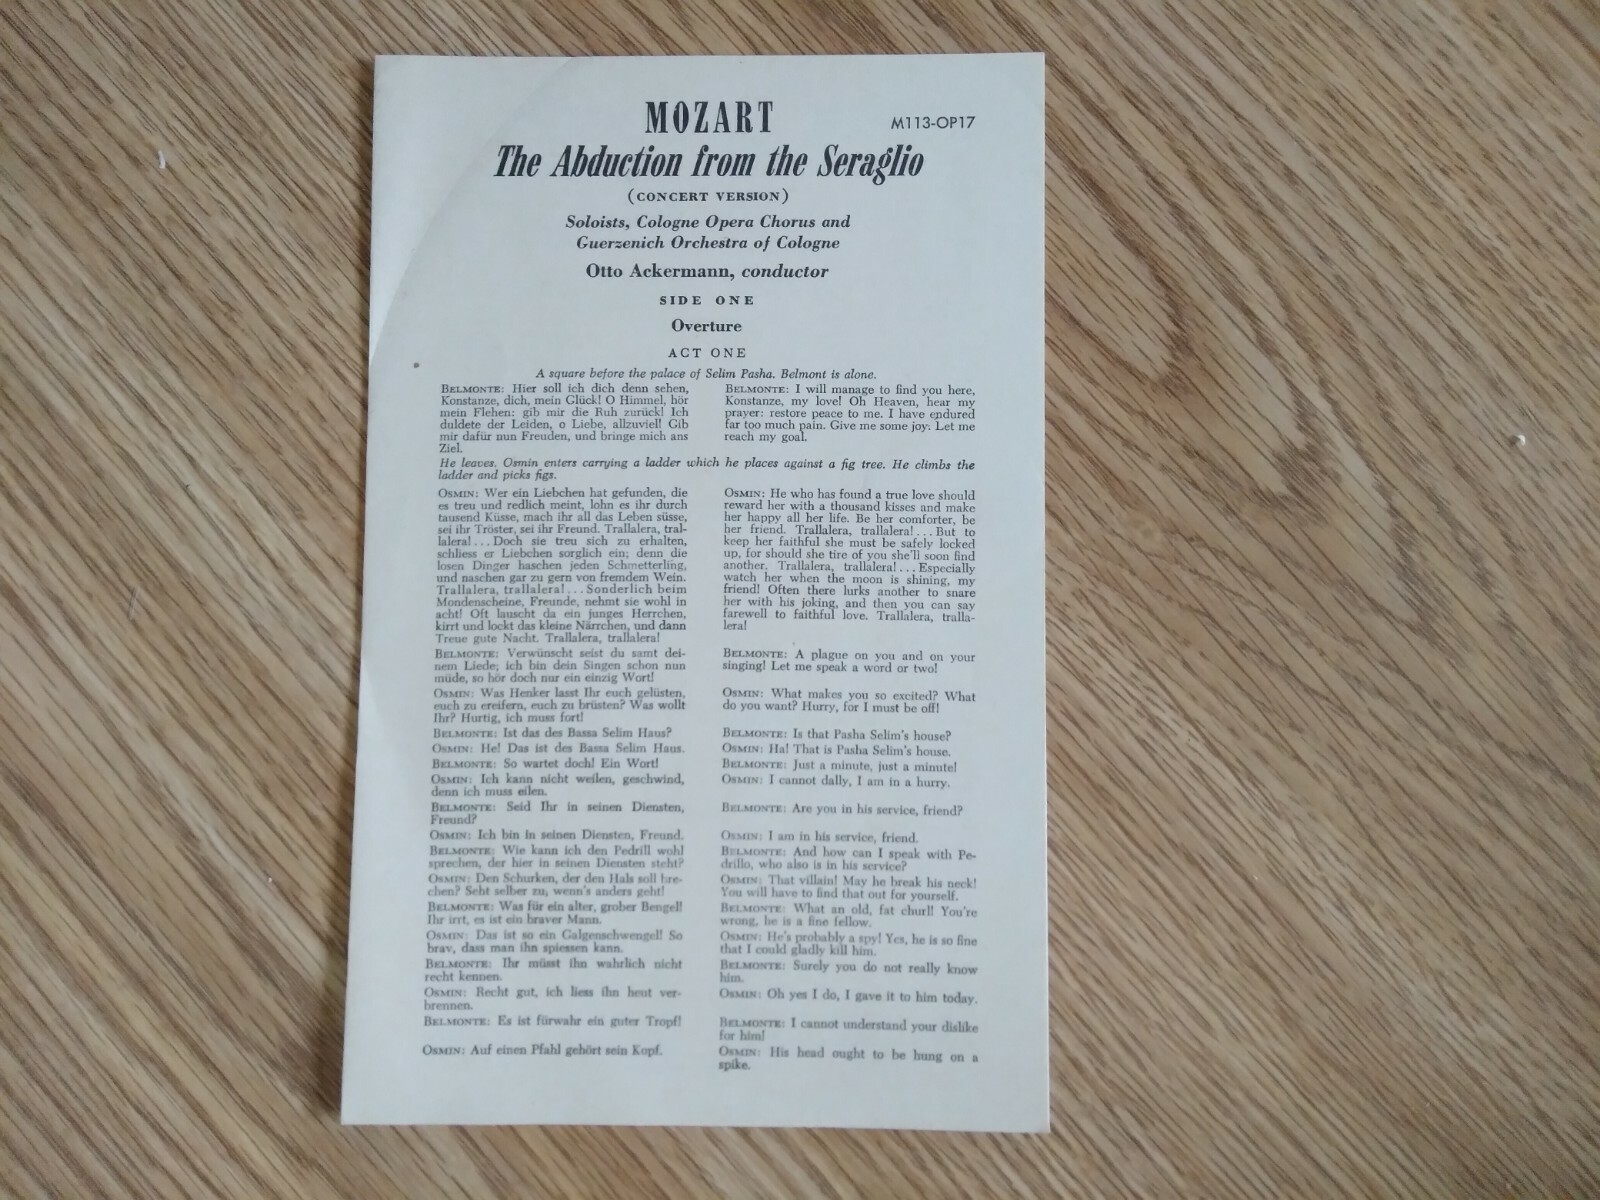 MOZART
M113-OP17
The Abduction from the Seraglio
(CONCERT VERSION)
Soloists, Cologne Opera Chorus and
Guerzenich Orchestra of Cologne
Otto Ackermann, conductor
SIDE ONE
Overture
ACT ONE
A square before the palace of Selim Pasha. Belmont is alone.
BELMONTE: Hier soll ich dich denn sehen,
Konstanze, dich, mein Glück! O Himmel, hör
mein Flehen: gib mir die Ruh zurück! Ich
duldete der Leiden, o Liebe, allzuviel! Gib
mir dafür nun Freuden, und bringe mich ans
Ziel.
BELMONTE: I will manage to find you here,
Konstanze, my love! Oh Heaven, hear my
prayer: restore peace to me. I have endured
far too much pain. Give me some joy: Let me
reach my goal.
He leaves. Osmin enters carrying a ladder which he places against a fig tree. He climbs the
ladder and picks figs.
OSMIN: Wer ein Liebchen hat gefunden, die
es treu und redlich meint, lohn es ihr durch
tausend Küsse, mach ihr all das Leben süsse,
sei ihr Tröster, sei ihr Freund. Trallalera, tral-
lalera! . . . Doch sie treu sich zu erhalten,
schliess er Liebchen sorglich ein; denn die
losen Dinger haschen jeden Schmetterling,
und naschen gar zu gern von fremdem Wein.
Trallalera, trallalera! . . . Sonderlich beim
Mondenscheine, Freunde, nehmt sie wohl in
acht! Oft lauscht da ein junges Herrchen,
kirrt und lockt das kleine Närrchen, und dann
Treue gute Nacht. Trallalera, trallalera!
BELMONTE: Verwünscht seist du samt dei-
nem Liede; ich bin dein Singen schon nun
müde, so hör doch nur ein einzig Wort!
OSMIN: Was Henker lasst Ihr euch gelüsten,
euch zu ereifern, euch zu brüsten? Was wollt
Ihr? Hurtig, ich muss fort!
BELMONTE: Ist das des Bassa Selim Haus?
OSMIN: He! Das ist des Bassa Selim Haus.
BELMONTE: So wartet doch! Ein Wort!
OSMIN: Ich kann nicht weilen, geschwind,
denn ich muss eilen.
BELMONTE: Seid Ihr in seinen Diensten,
Freund?
OSMIN: Ich bin in seinen Diensten, Freund.
BELMONTE: Wie kann ich den Pedrill wohl
sprechen, der hier in seinen Diensten steht?
OSMIN: Den Schurken, der den Hals soll bre-
chen? Seht selber zu, wenn's anders geht!
BELMONTE: Was für ein alter, grober Bengel!
Ihr irrt, es ist ein braver Mann.
OSMIN: Das ist so ein Galgenschwengel! So
brav, dass man ihn spiessen kann.
BELMONTE: Ihr müsst ihn wahrlich nicht
recht kennen.
OSMIN: Recht gut, ich liess ihn heut ver-
brennen.
BELMONTE: Es ist fürwahr ein guter Tropf!
OSMIN: Auf einen Pfahl gehört sein Kopf.
OSMIN: He who has found a true love should
reward her with a thousand kisses and make
her happy all her life. Be her comforter, be
her friend. Trallalera, trallalera! . . . But to
keep her faithful she must be safely locked
up, for should she tire of you she'll soon find
another. Trallalera, trallalera! . . . Especially
watch her when the moon is shining, my
friend! Often there lurks another to snare
her with his joking, and then you can say
farewell to faithful love. Trallalera, tralla-
lera!
BELMONTE: A plague on you and on your
singing! Let me speak a word or two!
OSMIN: What makes you so excited? What
do you want? Hurry, for I must be off!
BELMONTE: Is that Pasha Selim's house?
OSMIN: Ha! That is Pasha Selim's house.
BELMONTE: Just a minute, just a minute!
OSMIN: I cannot dally, I am in a hurry.
BELMONTE: Are you in his service, friend?
OSMIN: I am in his service, friend.
BELMONTE: And how can I speak with Pe-
drillo, who also is in his service?
OSMIN: That villain! May he break his neck!
You will have to find that out for yourself.
BELMONTE: What an old, fat churl! You're
wrong, he is a fine fellow.
OSMIN: He's probably a spy! Yes, he is so fine
that I could gladly kill him.
BELMONTE: Surely you do not really know
him.
OSMIN: Oh yes I do, I gave it to him today.
BELMONTE: I cannot understand your dislike
for him!
OSMIN: His head ought to be hung on a
spike.